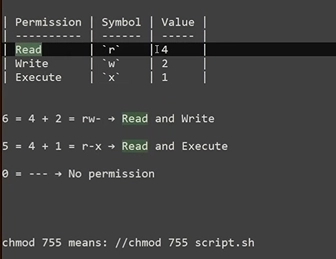 | Permission | Symbol | Value |
| ---------- | ------ | ----- |
| Read       | `r`    | 4     |
| Write      | `w`    | 2     |
| Execute    | `x`    | 1     |
6 = 4 + 2 = rw- → Read and Write
5 = 4 + 1 = r-x → Read and Execute
0 = --- → No permission
chmod 755 means: //chmod 755 script.sh